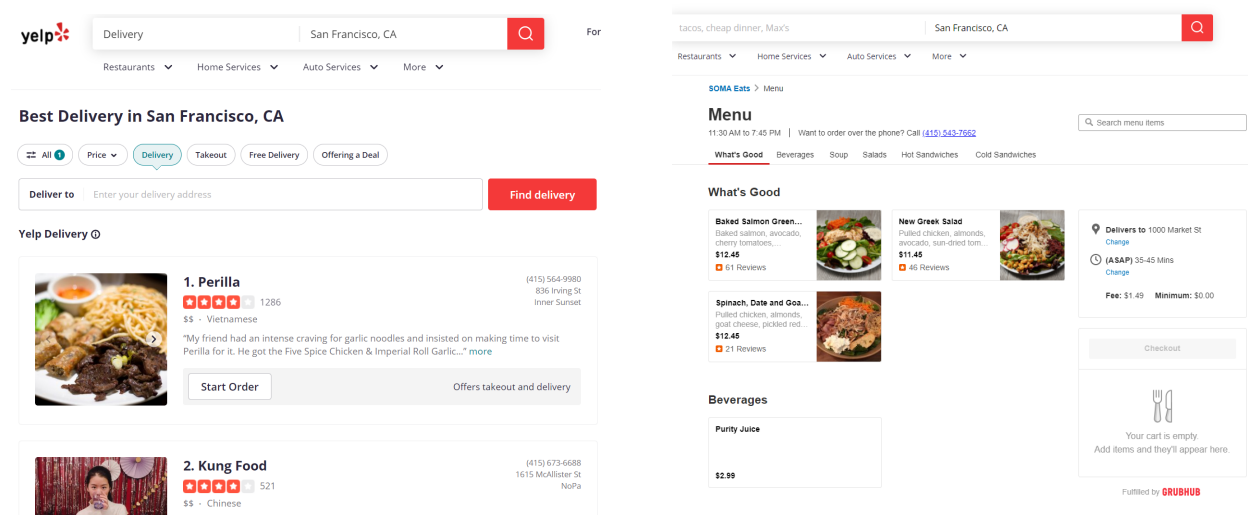 yelp
Delivery
San Francisco, CA
For
Restaurants
Home Services
Auto Services
More
Best Delivery in San Francisco, CA
All 1
Price
Delivery
Takeout
Free Delivery
Offering a Deal
Deliver to
Enter your delivery address
Find delivery
Yelp Delivery
1. Perilla
(415) 564-9980
836 Irving St
Inner Sunset
1286
$$ · Vietnamese
“My friend had an intense craving for garlic noodles and insisted on making time to visit
Perilla for it. He got the Five Spice Chicken & Imperial Roll Garlic…” more
Start Order
Offers takeout and delivery
2. Kung Food
(415) 673-6688
1615 McAllister St
NoPa
521
$$ · Chinese
tacos, cheap dinner, Max's
San Francisco, CA
Restaurants
Home Services
Auto Services
More
SOMA Eats > Menu
Menu
11:30 AM to 7:45 PM | Want to order over the phone? Call (415) 543-7662
Search menu items
What's Good
Beverages
Soup
Salads
Hot Sandwiches
Cold Sandwiches
What's Good
Baked Salmon Green...
Baked salmon, avocado,
cherry tomatoes,...
$12.45
61 Reviews
New Greek Salad
Pulled chicken, almonds,
avocado, sun-dried tom...
$11.45
46 Reviews
Spinach, Date and Goa...
Pulled chicken, almonds,
goat cheese, pickled red...
$12.45
21 Reviews
Beverages
Purity Juice
$2.99
Delivers to 1000 Market St
Change
(ASAP) 35-45 Mins
Change
Fee: $1.49 Minimum: $0.00
Checkout
Your cart is empty.
Add items and they'll appear here.
Fulfilled by GRUBHUB